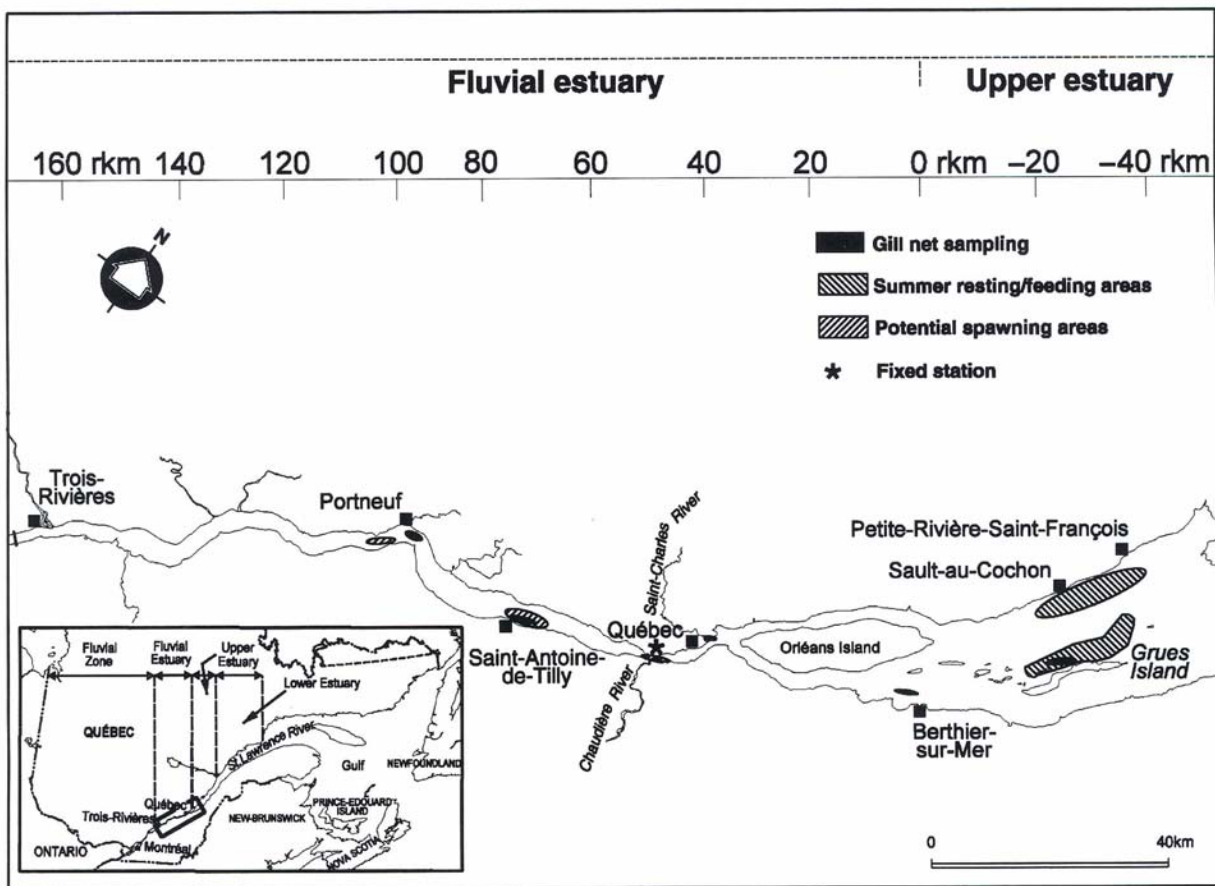 Fluvial estuary
Upper estuary
160 rkm 140 120 100 80 60 40 20 0 rkm −20 −40 rkm
N
Gill net sampling
Summer resting/feeding areas
Potential spawning areas
* Fixed station
Trois-
Rivières
Portneuf
Saint-Antoine-
de-Tilly
Saint-Charles River
Québec
Chaudière River
Orléans Island
Petite-Rivière-Saint-François
Sault-au-Cochon
Grues
Island
Berthier-
sur-Mer
Fluvial
Zone
Fluvial
Estuary
Upper
Estuary
Lower Estuary
QUÉBEC
St Lawrence River
Gulf
NEWFOUNDLAND
Québec
Trois-Rivières
NEW-BRUNSWICK
PRINCE-EDOUARD
ISLAND
NOVA SCOTIA
ONTARIO
Montréal
0 40km